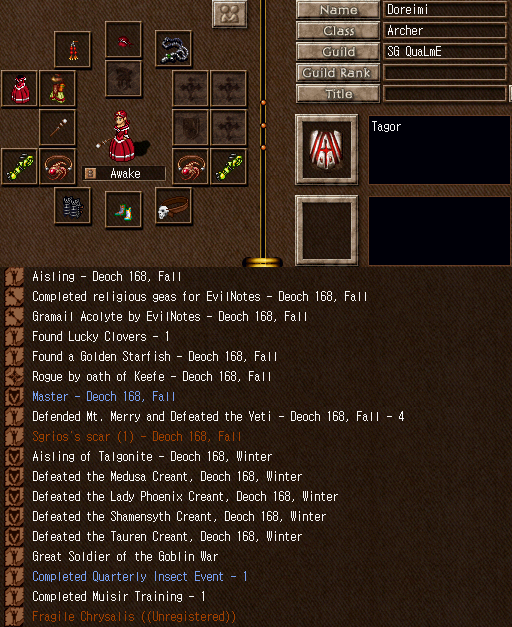 Name Doreimi
Class Archer
Guild SG QuaLmE
Guild Rank
Title
Tagor
Awake
Aisling - Deoch 168, Fall
Completed religious geas for EvilNotes - Deoch 168, Fall
Gramail Acolyte by EvilNotes - Deoch 168, Fall
Found Lucky Clovers - 1
Found a Golden Starfish - Deoch 168, Fall
Rogue by oath of Keefe - Deoch 168, Fall
Master - Deoch 168, Fall
Defended Mt. Merry and Defeated the Yeti - Deoch 168, Fall - 4
Sgrios's scar (1) - Deoch 168, Fall
Aisling of Talgonite - Deoch 168, Winter
Defeated the Medusa Creant, Deoch 168, Winter
Defeated the Lady Phoenix Creant, Deoch 168, Winter
Defeated the Shamensyth Creant, Deoch 168, Winter
Defeated the Tauren Creant, Deoch 168, Winter
Great Soldier of the Goblin War
Completed Quarterly Insect Event - 1
Completed Muisir Training - 1
Fragile Chrysalis ((Unregistered))